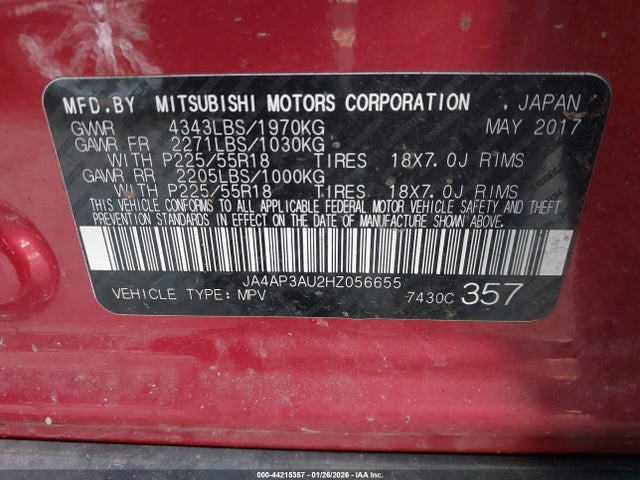 MFD.BY MITSUBISHI MOTORS CORPORATION , JAPAN
GVWR 4343LBS/1970KG MAY 2017
GAWR FR 2271LBS/1030KG
WITH P225/55R18 TIRES 18X7.0J RIMS
GAWR RR 2205LBS/1000KG
WITH P225/55R18 TIRES 18X7.0J RIMS
THIS VEHICLE CONFORMS TO ALL APPLICABLE FEDERAL MOTOR VEHICLE SAFETY AND THEFT
PREVENTION STANDARDS IN EFFECT ON THE DATE OF MANUFACTURE SHOWN ABOVE.
JA4AP3AU2HZ056655
VEHICLE TYPE: MPV 7430C 357
000-44215357 | 01/26/2026 | IAA, Inc.